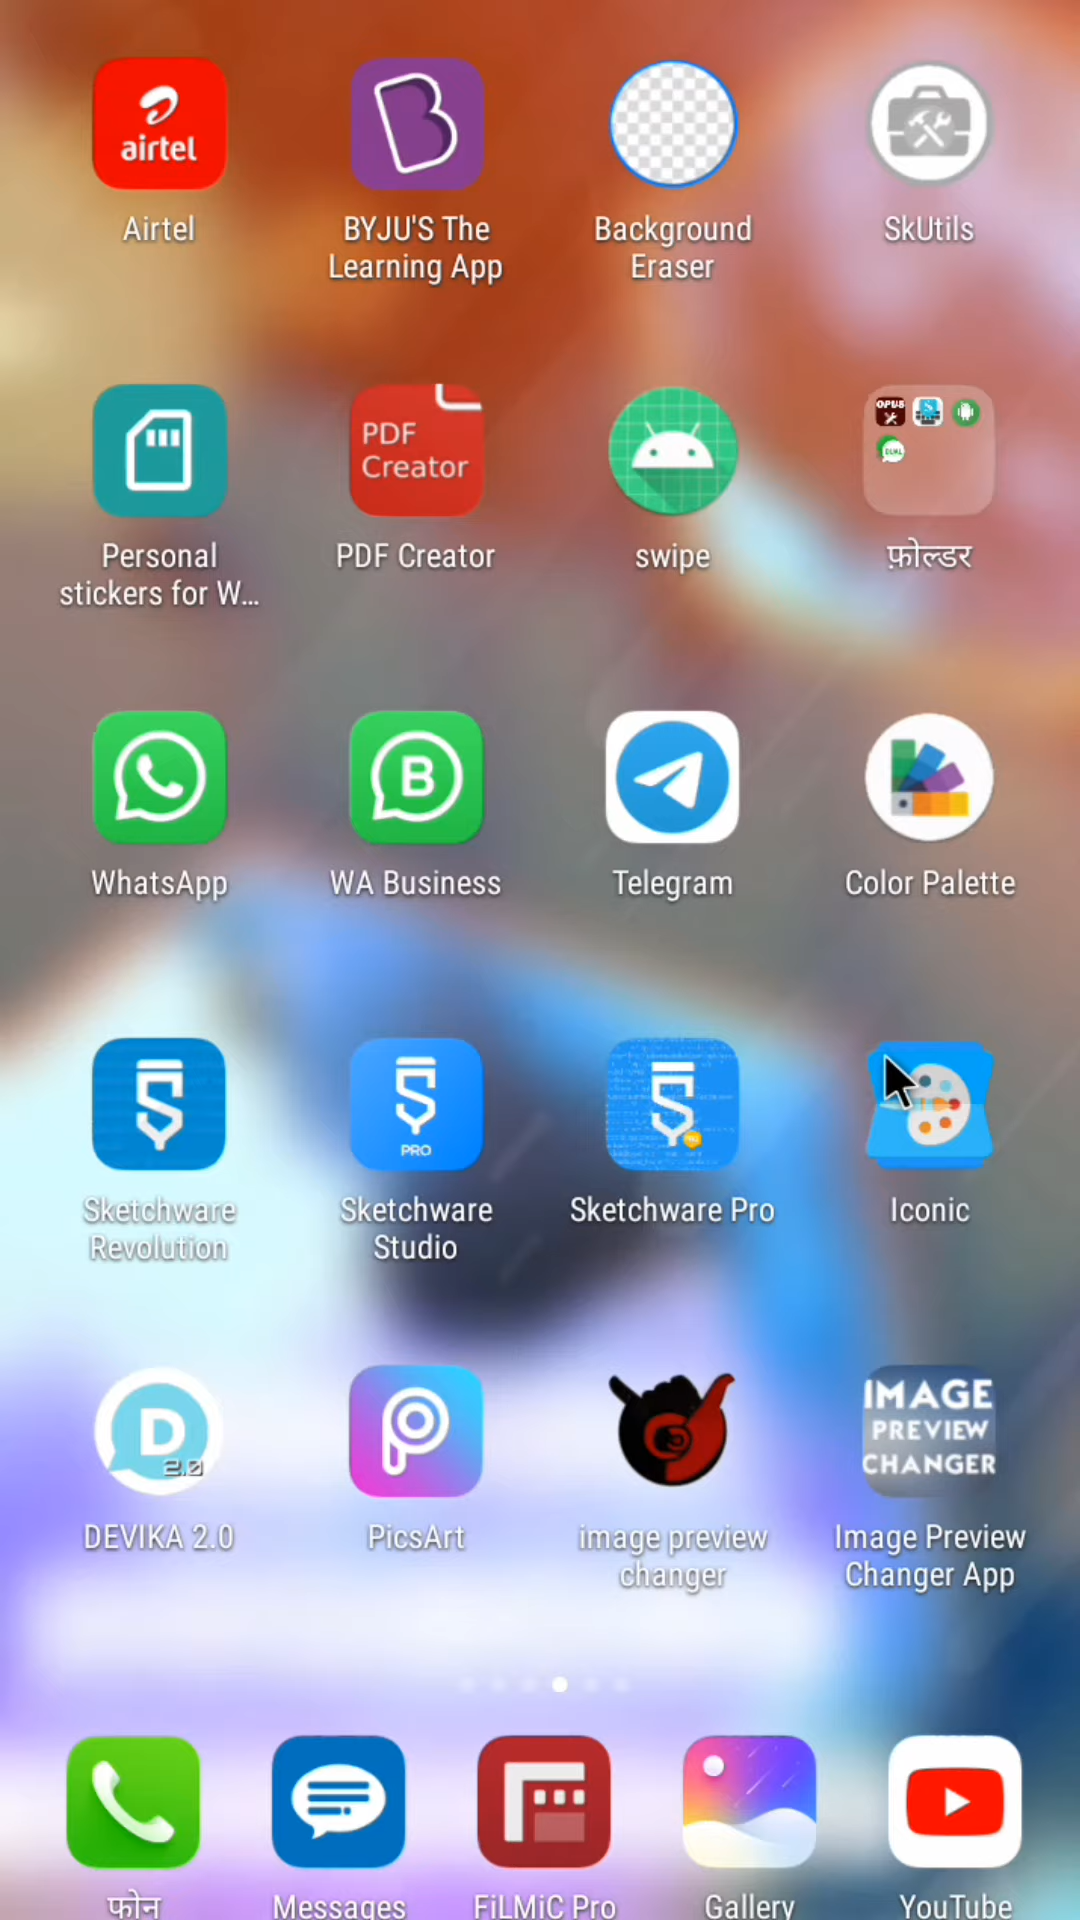 airtel
Airtel
BYJU'S The
Learning App
Background
Eraser
SkUtils
Personal
stickers for W...
PDF
Creator
PDF Creator
swipe
OPUS
DUAL
फ़ोल्डर
WhatsApp
B
WA Business
Telegram
Color Palette
Sketchware
Revolution
PRO
Sketchware
Studio
Sketchware Pro
Iconic
D
2.0
DEVIKA 2.0
PicsArt
image preview
changer
IMAGE
PREVIEW
CHANGER
Image Preview
Changer App
फोन
Messages
FiLMiC Pro
Gallery
YouTube